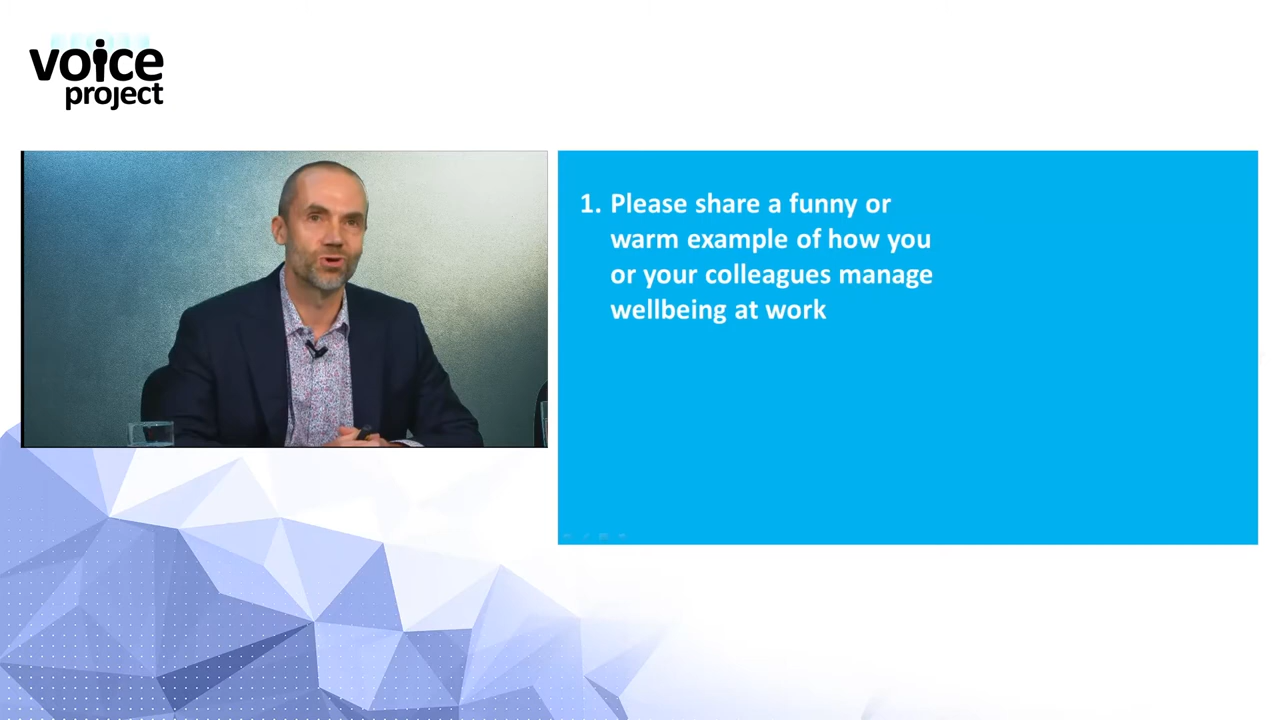 voice
project
1. Please share a funny or
warm example of how you
or your colleagues manage
wellbeing at work